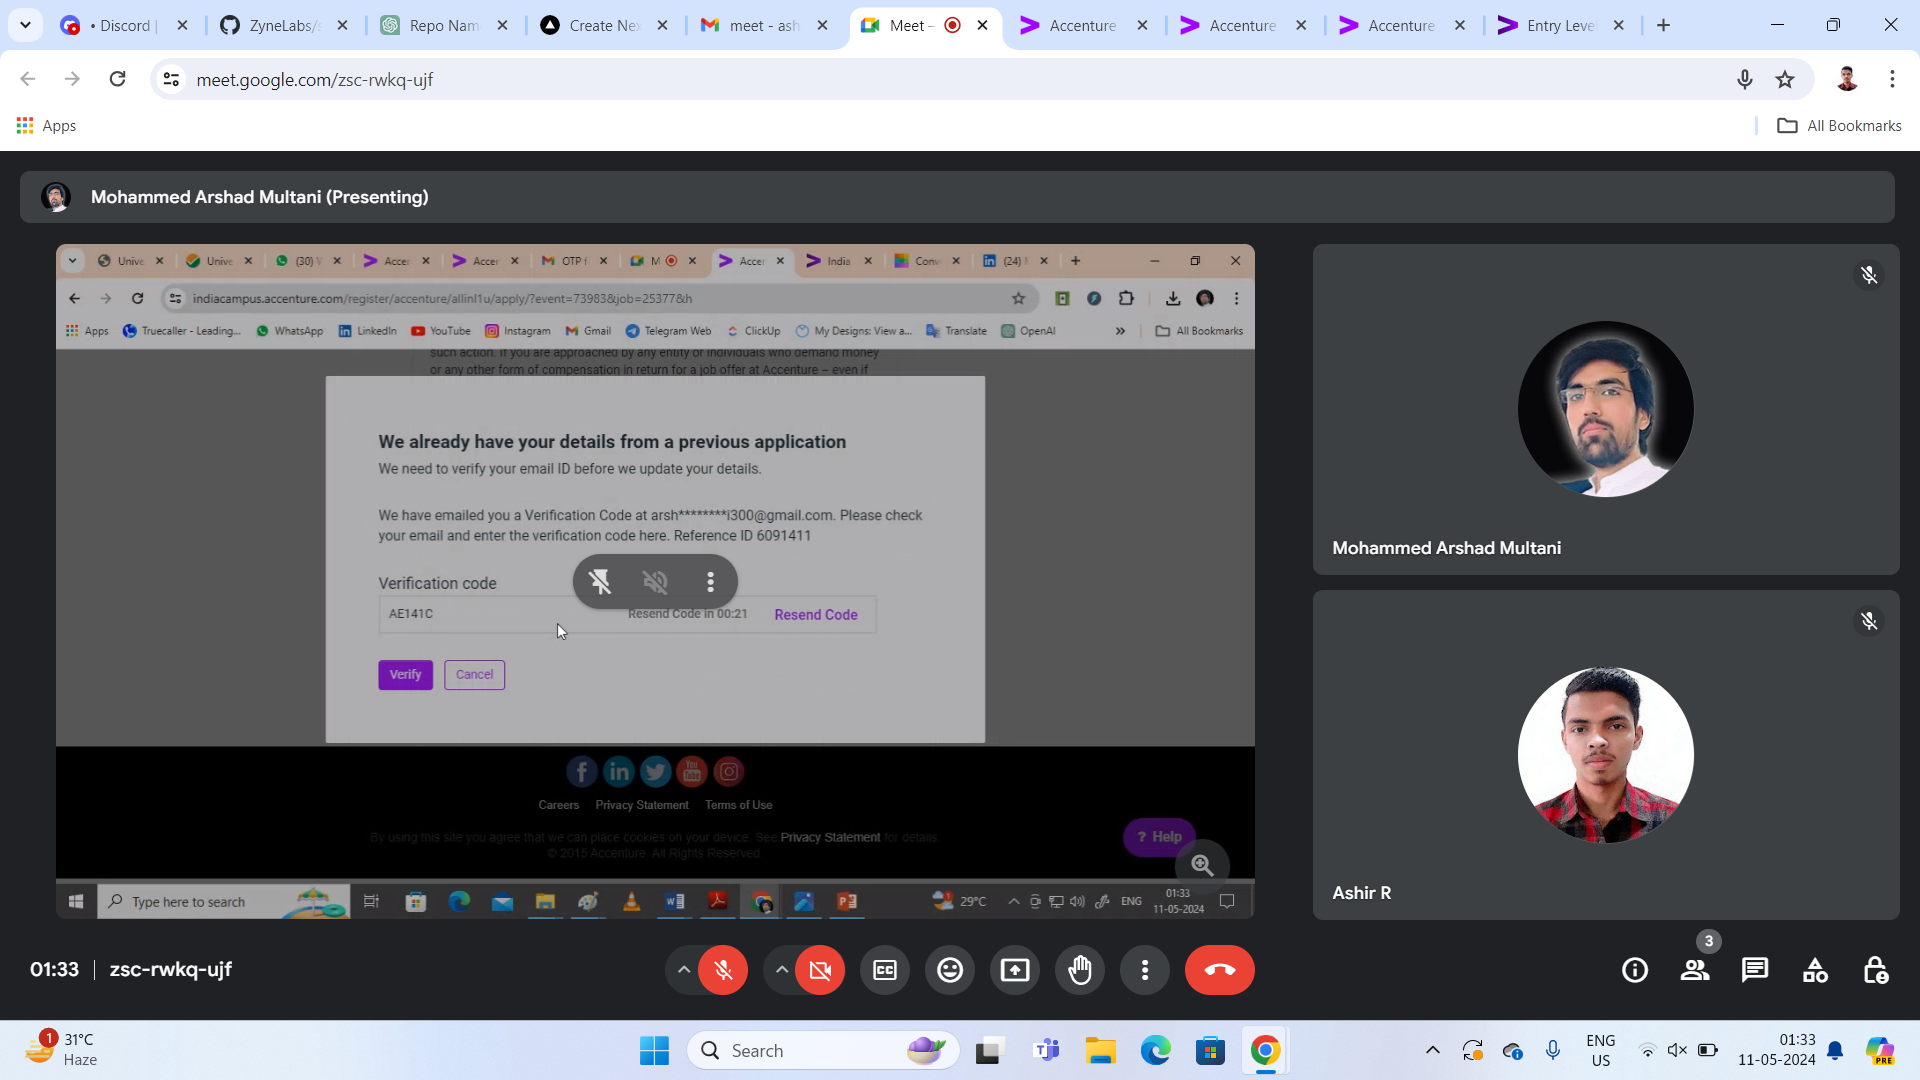 Discord |
ZyneLabs/s
Repo Nam
Create Nex
meet - ash
Meet –
Accenture
Accenture
Accenture
Entry Level
meet.google.com/zsc-rwkq-ujf
Apps
All Bookmarks
Mohammed Arshad Multani (Presenting)
Unive
Unive
(30) W
Accer
Accer
OTP f
M
Accer
India
Conv
(24)
indiacampus.accenture.com/register/accenture/allinl1u/apply/?event=73983&job=25377&h
Apps
Truecaller - Leading...
WhatsApp
LinkedIn
YouTube
Instagram
Gmail
Telegram Web
ClickUp
My Designs: View a...
Translate
OpenAI
»
All Bookmarks
such action. If you are approached by any entity or individuals who demand money
or any other form of compensation in return for a job offer at Accenture – even if
We already have your details from a previous application
We need to verify your email ID before we update your details.
We have emailed you a Verification Code at arsh********i300@gmail.com. Please check
your email and enter the verification code here. Reference ID 6091411
Verification code
AE141C
Resend Code in 00:21
Resend Code
Verify
Cancel
Careers
Privacy Statement
Terms of Use
By using this site you agree that we can place cookies on your device. See Privacy Statement for details.
© 2015 Accenture. All Rights Reserved
? Help
Type here to search
29°C
ENG
01:33
11-05-2024
Mohammed Arshad Multani
Ashir R
01:33 | zsc-rwkq-ujf
CC
3
1
31°C
Haze
Search
ENG
US
01:33
11-05-2024
PRE